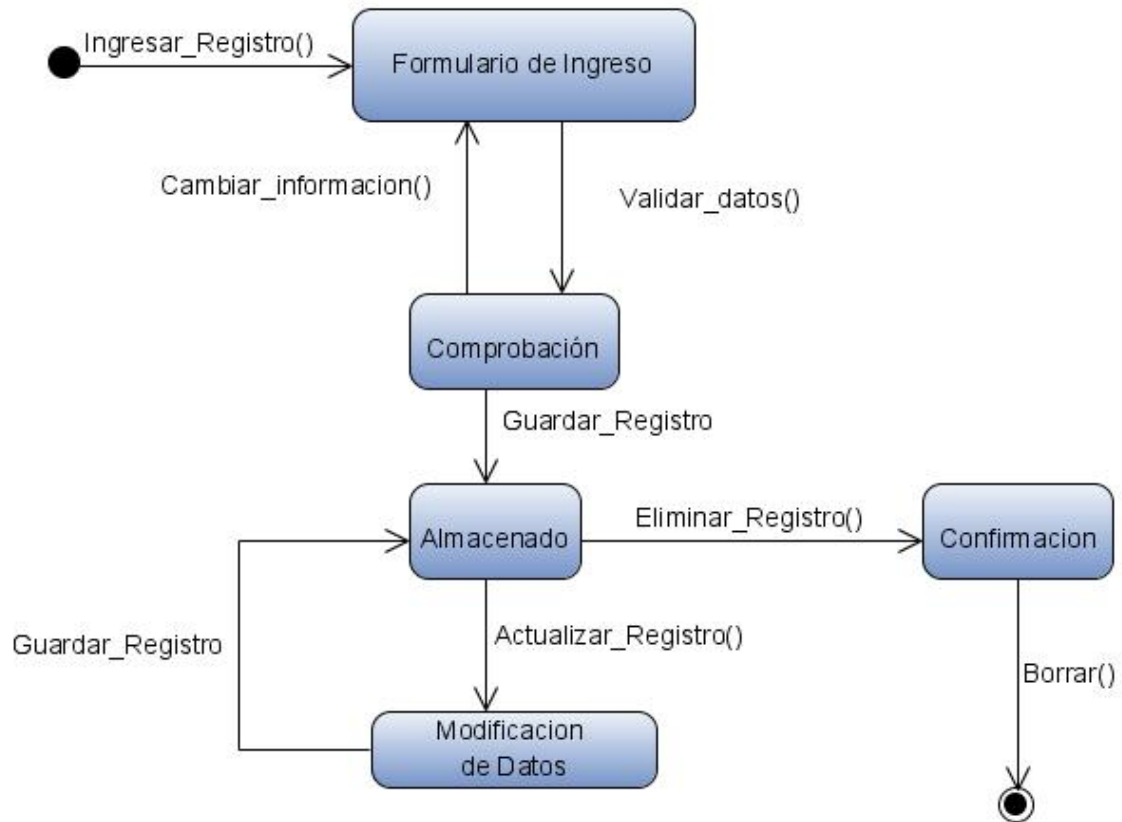 Ingresar_Registro()
Formulario de Ingreso
Cambiar_informacion()
Validar_datos()
Comprobación
Guardar_Registro
Almacenado
Eliminar_Registro()
Confirmacion
Guardar_Registro
Actualizar_Registro()
Borrar()
Modificacion
de Datos